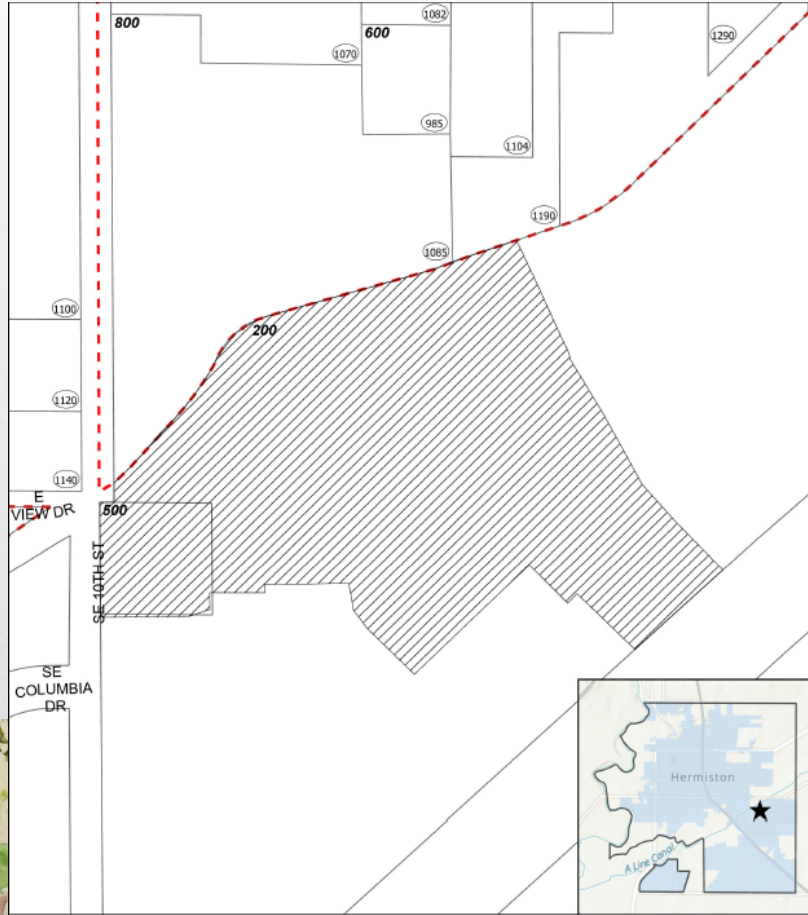 800
1082
600
1290
1070
985
1104
1190
1085
1100
200
1120
1140
E
VIEW DR
500
SE 10TH ST
SE
COLUMBIA
DR
Hermiston
A Line Canal